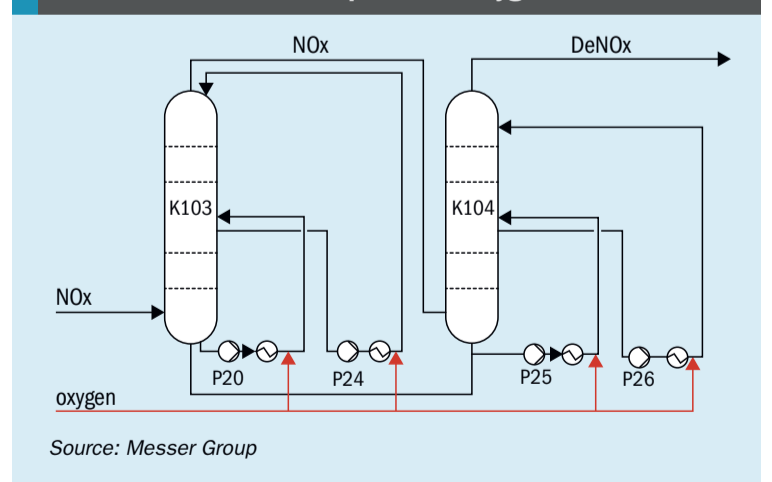 NOx
DeNOx
K103
K104
NOx
P20
P24
P25
P26
oxygen
Source: Messer Group